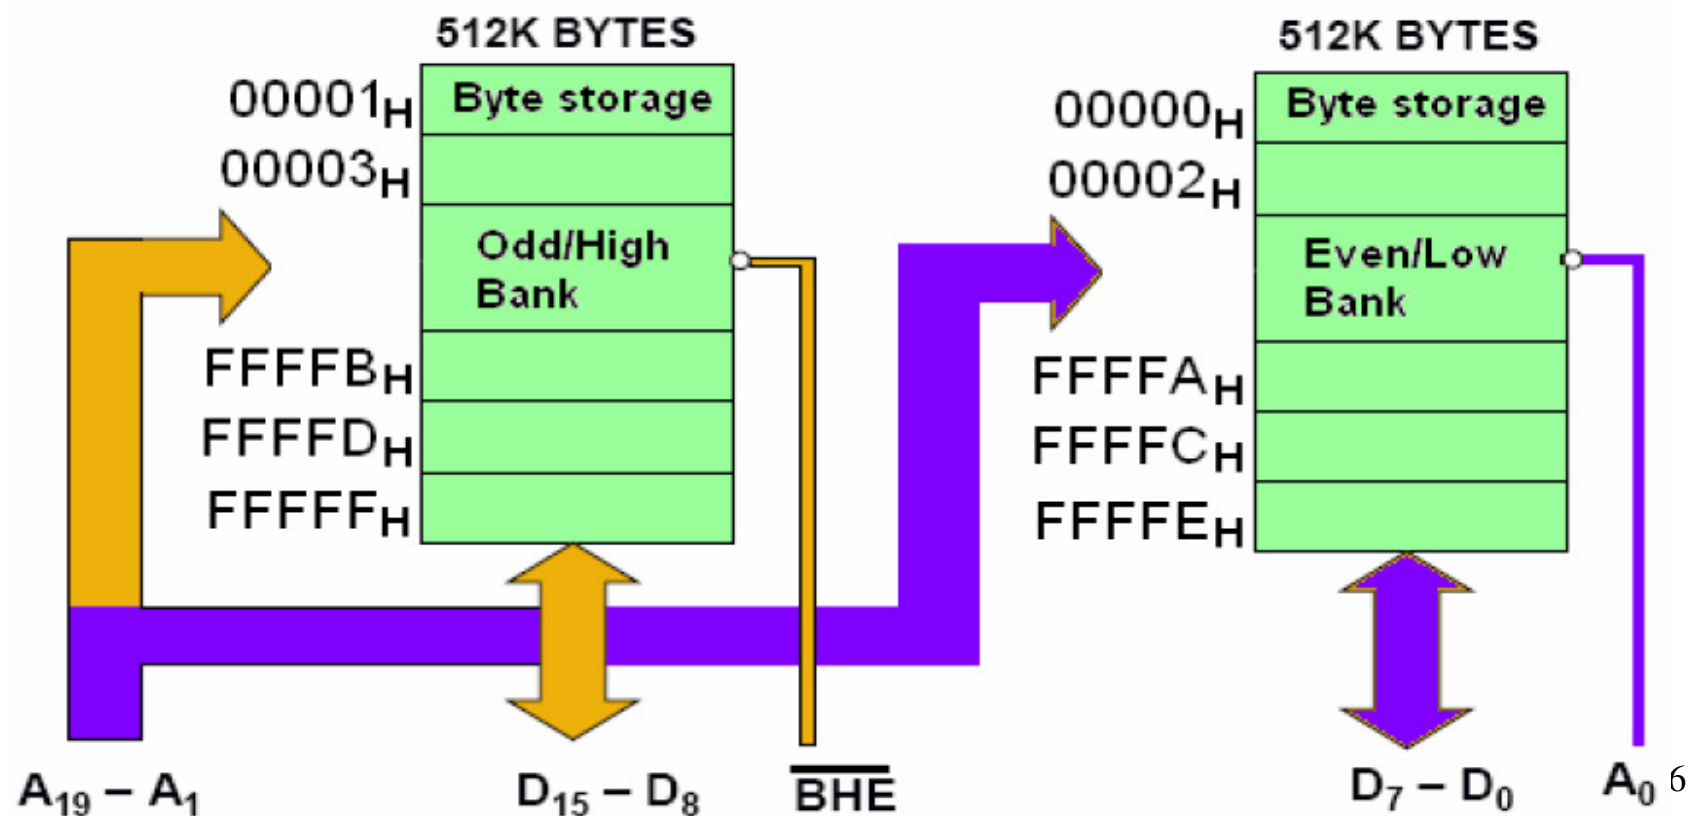 512K BYTES
00001H
Byte storage
00003H
Odd/High
Bank
FFFFBH
FFFFDH
FFFFFH
512K BYTES
00000H
Byte storage
00002H
Even/Low
Bank
FFFFAH
FFFFCH
FFFFEH
A19 – A1
D15 – D8
BHE
D7 – D0
A0
6